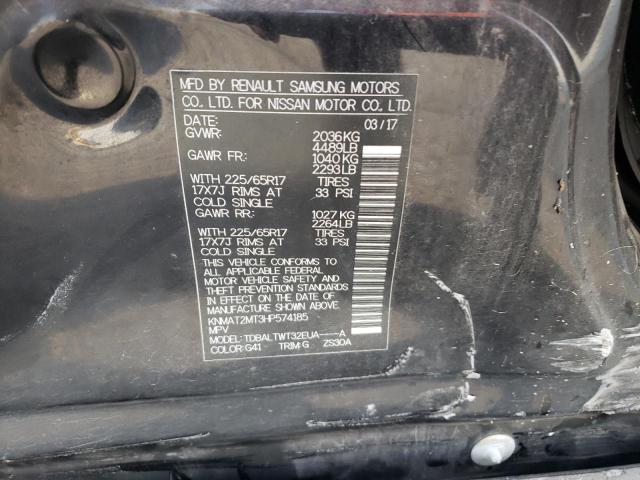 MFD BY RENAULT SAMSUNG MOTORS
CO., LTD. FOR NISSAN MOTOR CO., LTD.
DATE: 03/17
GVWR: 2036KG
4489LB
GAWR FR: 1040KG
2293LB
WITH 225/65R17 TIRES
17X7J RIMS AT 33 PSI
COLD SINGLE
GAWR RR: 1027KG
2264LB
WITH 225/65R17 TIRES
17X7J RIMS AT 33 PSI
COLD SINGLE
THIS VEHICLE CONFORMS TO
ALL APPLICABLE FEDERAL
MOTOR VEHICLE SAFETY AND
THEFT PREVENTION STANDARDS
IN EFFECT ON THE DATE OF
MANUFACTURE SHOWN ABOVE.
KNMAT2MT3HP574185
MPV
MODEL: TDBALTWT32EUA----A
COLOR:G41 TRIM:G ZS30A